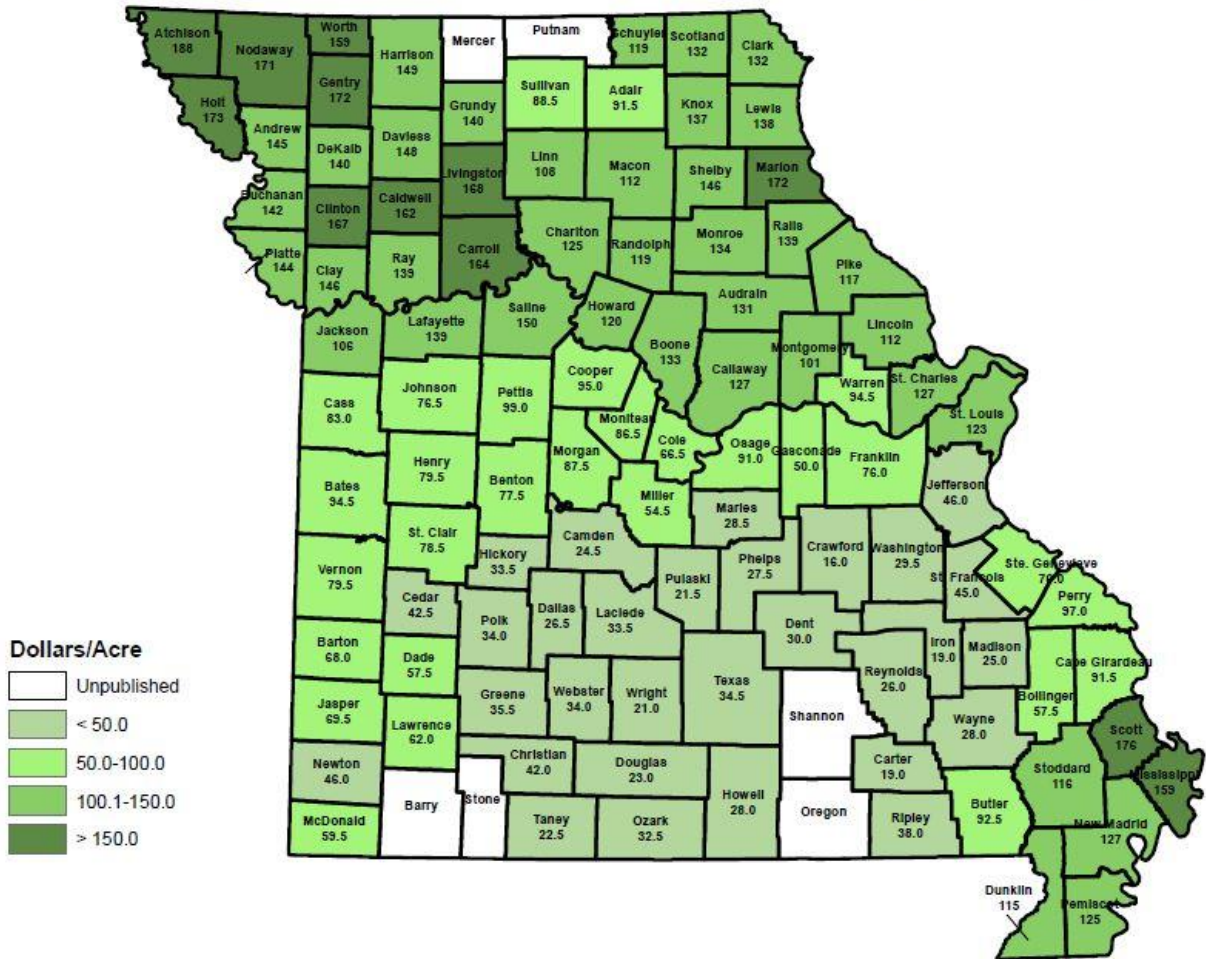 Atchison
188
Nodaway
171
Worth
159
Harrison
149
Mercer
Putnam
Schuyler
119
Scotland
132
Clark
132
Holt
173
Gentry
172
Sullivan
88.5
Adair
91.5
Knox
137
Lewis
138
Andrew
145
DeKalb
140
Daviess
148
Grundy
140
Linn
108
Macon
112
Shelby
146
Marion
172
Buchanan
142
Clinton
167
Caldwell
162
Livingston
168
Platte
144
Clay
146
Ray
139
Carroll
164
Chariton
125
Randolph
119
Monroe
134
Ralls
139
Pike
117
Jackson
106
Lafayette
139
Saline
150
Howard
120
Boone
133
Audrain
131
Callaway
127
Montgomery
101
Lincoln
112
Warren
94.5
St. Charles
127
St. Louis
123
Cass
83.0
Johnson
76.5
Pettis
99.0
Cooper
95.0
Moniteau
86.5
Cole
66.5
Osage
91.0
Gasconade
50.0
Franklin
76.0
Jefferson
46.0
Bates
94.5
Henry
79.5
Benton
77.5
Morgan
87.5
Miller
54.5
Maries
28.5
St. Clair
78.5
Hickory
33.5
Camden
24.5
Pulaski
21.5
Phelps
27.5
Crawford
16.0
Washington
29.5
St. Francois
45.0
Ste. Genevieve
70.0
Perry
97.0
Vernon
79.5
Cedar
42.5
Polk
34.0
Dallas
26.5
Laclede
33.5
Dent
30.0
Iron
19.0
Madison
25.0
Reynolds
26.0
Bollinger
57.5
Cape Girardeau
91.5
Barton
68.0
Dade
57.5
Greene
35.5
Webster
34.0
Wright
21.0
Texas
34.5
Shannon
Wayne
28.0
Scott
176
Mississippi
159
Jasper
69.5
Lawrence
62.0
Christian
42.0
Douglas
23.0
Howell
28.0
Carter
19.0
Stoddard
116
Newton
46.0
McDonald
59.5
Barry
Stone
Taney
22.5
Ozark
32.5
Oregon
Ripley
38.0
Butler
92.5
New Madrid
127
Dunklin
115
Pemiscot
125
Dollars/Acre
Unpublished
< 50.0
50.0-100.0
100.1-150.0
> 150.0